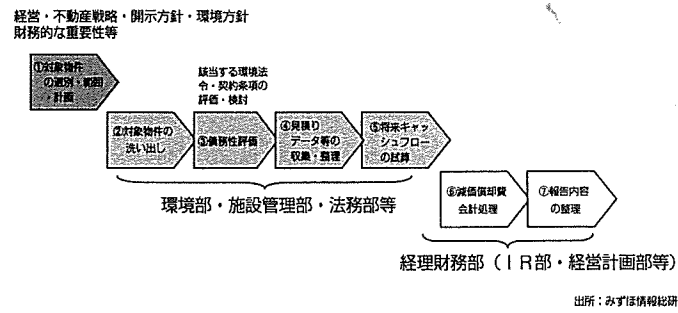 経営・不動産戦略・開示方針・環境方針
財務的な重要性等
①対象物件
の選別・範囲
・計画
該当する環境法
令・契約条項の
評価・検討
②対象物件の
洗い出し
③債務性評価
④見積り
データ等の
収集・整理
⑤将来キャッ
シュフロー
の試算
環境部・施設管理部・法務部等
⑥減価償却費
会計処理
⑦報告内容
の整理
経理財務部（ＩＲ部・経営計画部等）
出所：みずほ情報総研